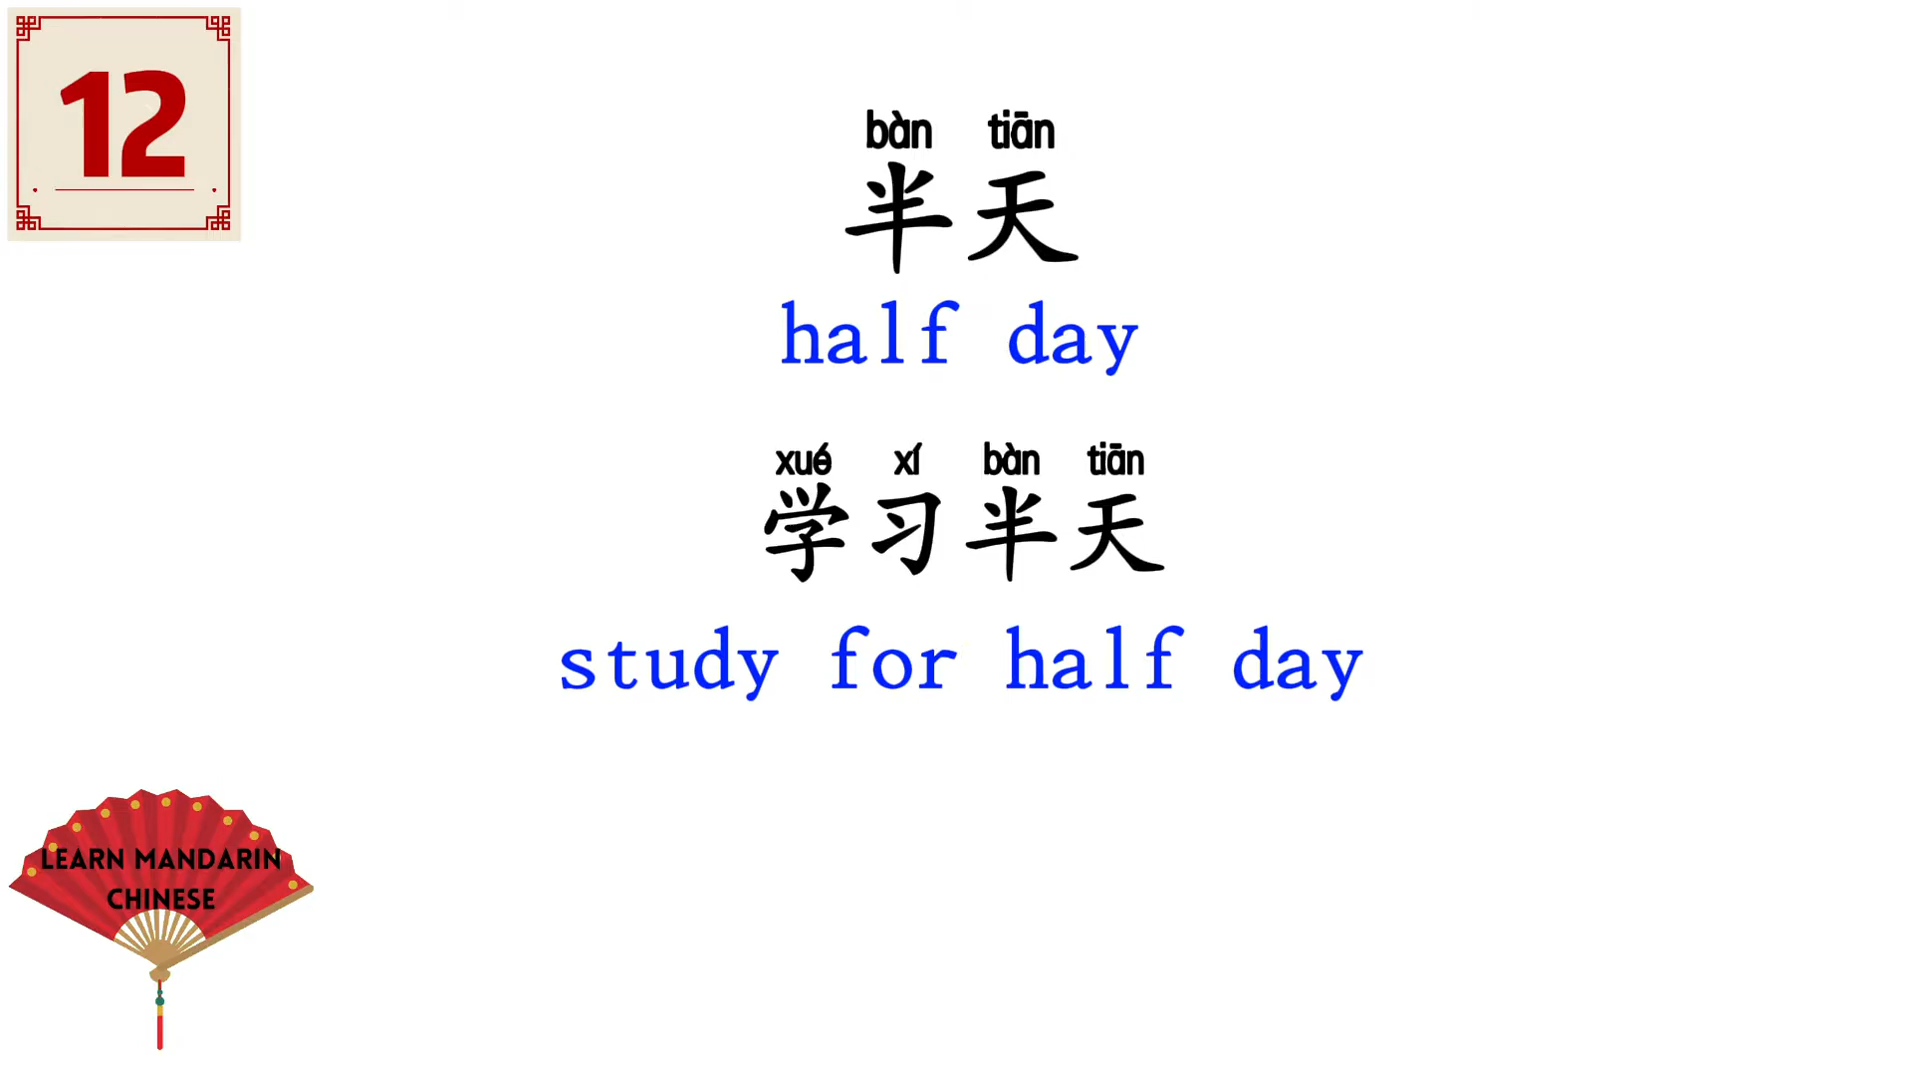 12
bàn tiān
半天
half day
xué xí bàn tiān
学习半天
study for half day
LEARN MANDARIN
CHINESE